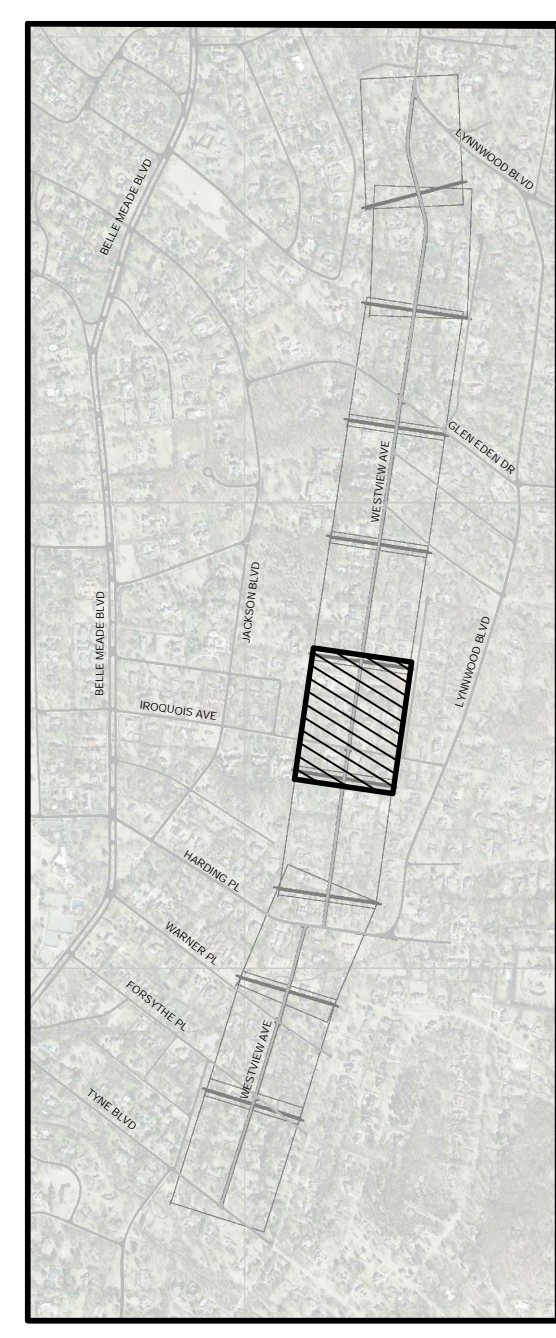 LYNNWOOD BLVD
BELLE MEADE BLVD
GLEN EDEN DR
WESTVIEW AVE
JACKSON BLVD
BELLE MEADE BLVD
LYNNWOOD BLVD
IROQUOIS AVE
HARDING PL
WARNER PL
FORSYTHE PL
WESTVIEW AVE
TYNE BLVD